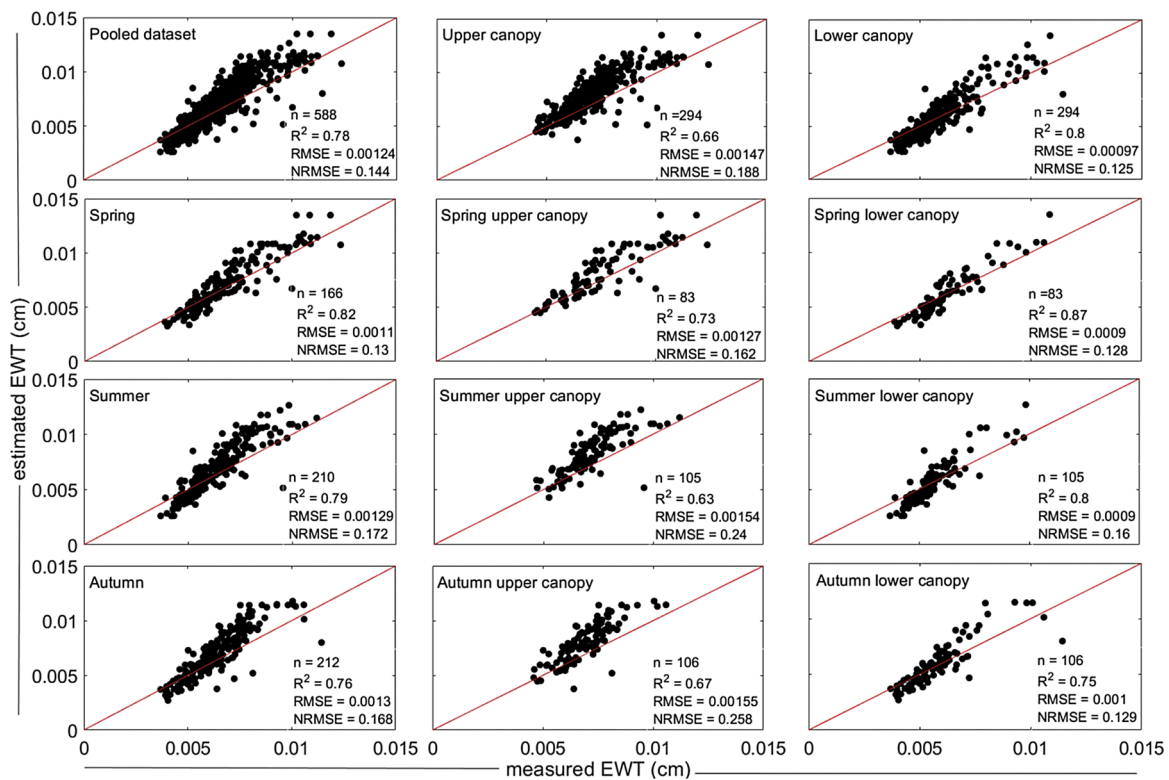 estimated EWT (cm)
0.015
0.01
0.005
0
Pooled dataset
n = 588
R² = 0.78
RMSE = 0.00124
NRMSE = 0.144
Upper canopy
n =294
R² = 0.66
RMSE = 0.00147
NRMSE = 0.188
Lower canopy
n = 294
R² = 0.8
RMSE = 0.00097
NRMSE = 0.125
0.015
0.01
0.005
0
Spring
n = 166
R² = 0.82
RMSE = 0.0011
NRMSE = 0.13
Spring upper canopy
n = 83
R² = 0.73
RMSE = 0.00127
NRMSE = 0.162
Spring lower canopy
n =83
R² = 0.87
RMSE = 0.0009
NRMSE = 0.128
0.015
0.01
0.005
0
Summer
n = 210
R² = 0.79
RMSE = 0.00129
NRMSE = 0.172
Summer upper canopy
n = 105
R² = 0.63
RMSE = 0.00154
NRMSE = 0.24
Summer lower canopy
n = 105
R² = 0.8
RMSE = 0.0009
NRMSE = 0.16
0.015
0.01
0.005
0
Autumn
n = 212
R² = 0.76
RMSE = 0.0013
NRMSE = 0.168
Autumn upper canopy
n = 106
R² = 0.67
RMSE = 0.00155
NRMSE = 0.258
Autumn lower canopy
n = 106
R² = 0.75
RMSE = 0.001
NRMSE = 0.129
0 0.005 0.01 0.015 0.005 0.01 0.015 0.005 0.01 0.015
measured EWT (cm)